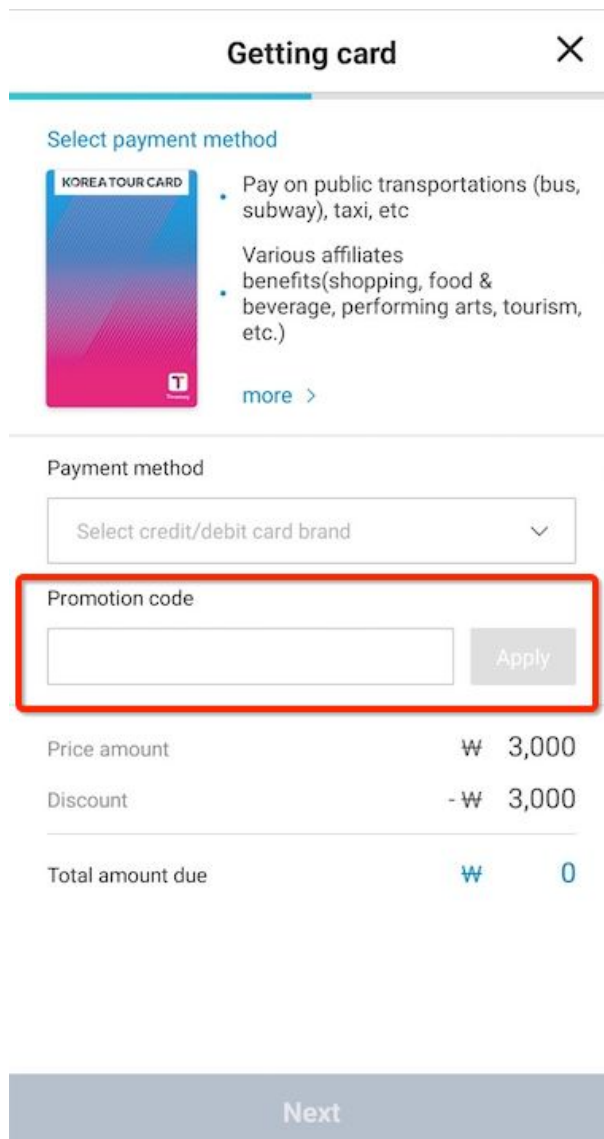 Getting card
Select payment method
KOREA TOUR CARD
Pay on public transportations (bus,
subway), taxi, etc
Various affiliates
benefits(shopping, food &
beverage, performing arts, tourism,
etc.)
T
more >
Payment method
Select credit/debit card brand
Promotion code
Apply
Price amount ₩ 3,000
Discount - ₩ 3,000
Total amount due ₩ 0
Next